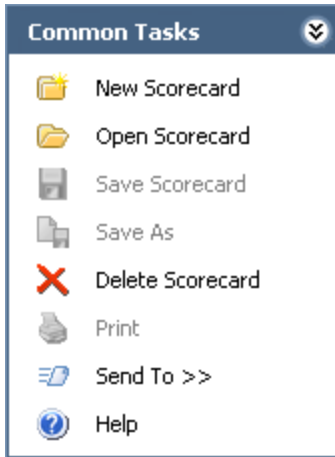 Common Tasks
New Scorecard
Open Scorecard
Save Scorecard
Save As
Delete Scorecard
Print
Send To >>
Help